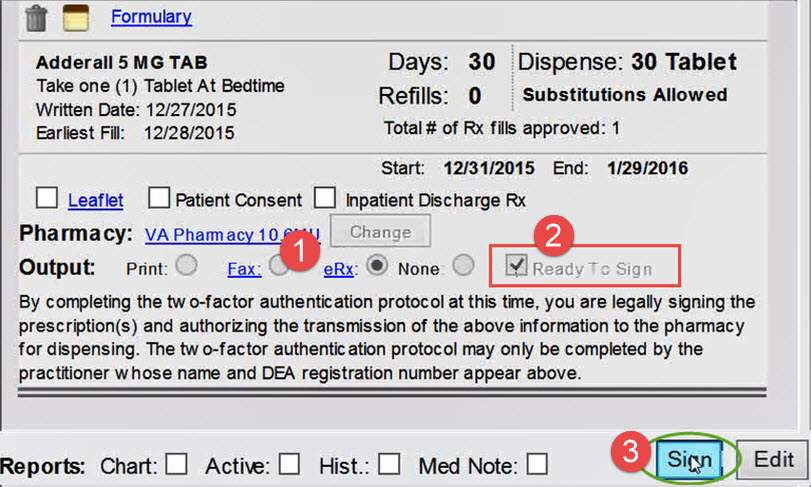 Formulary
Adderall 5 MG TAB
Take one (1) Tablet At Bedtime
Written Date: 12/27/2015
Earliest Fill: 12/28/2015
Days: 30 Dispense: 30 Tablet
Refills: 0 Substitutions Allowed
Total # of Rx fills approved: 1
Start: 12/31/2015 End: 1/29/2016
Leaflet Patient Consent Inpatient Discharge Rx
Pharmacy: VA Pharmacy 10 Change
1 2
Output: Print: Fax: eRx: None: Ready To Sign
By completing the two-factor authentication protocol at this time, you are legally signing the
prescription(s) and authorizing the transmission of the above information to the pharmacy
for dispensing. The two-factor authentication protocol may only be completed by the
practitioner whose name and DEA registration number appear above.
3
Reports: Chart: Active: Hist.: Med Note: Sign Edit